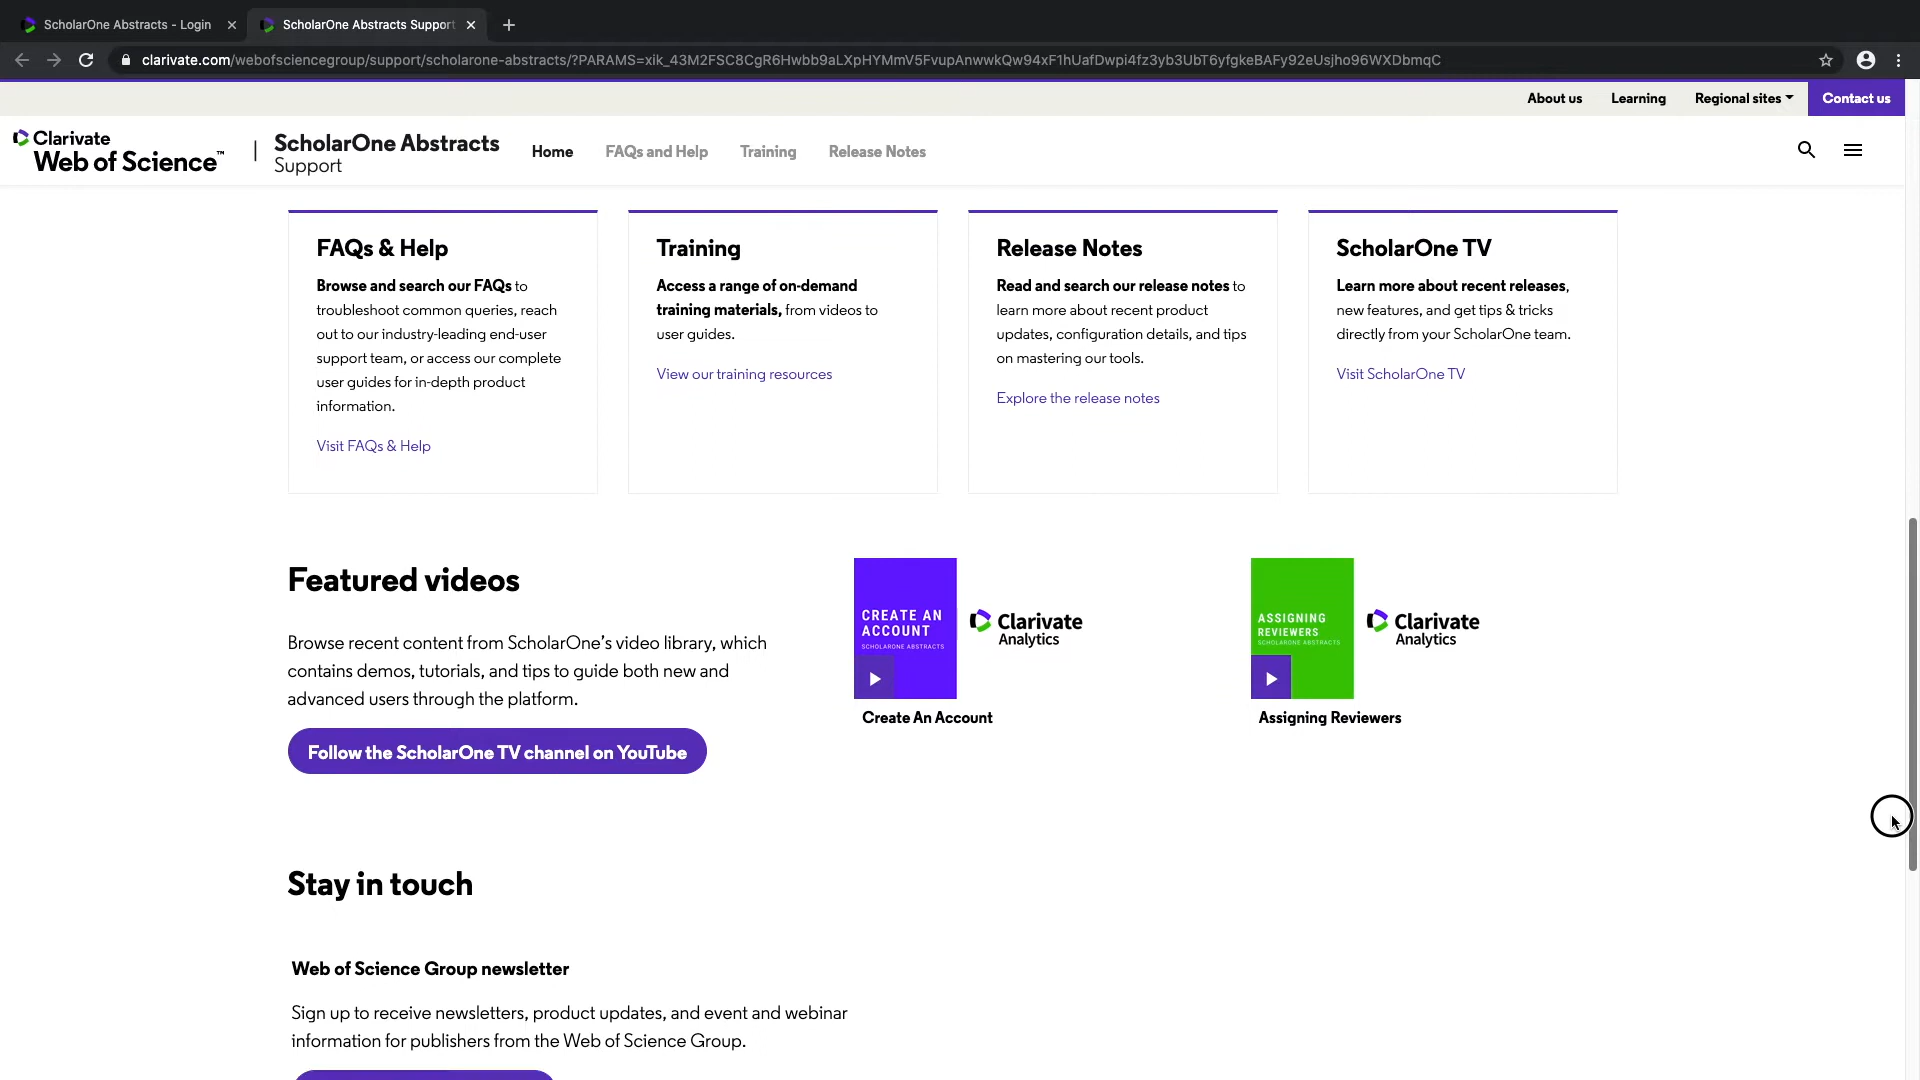 ScholarOne Abstracts - Login
ScholarOne Abstracts Support
clarivate.com/webofsciencegroup/support/scholarone-abstracts/?PARAMS=xik_43M2FSC8CgR6Hwbb9aLXpHYMmV5FvupAnwwkQw94xF1hUafDwpi4fz3yb3UbT6yfgkeBAFy92eUsjho96WXDbmqC
About us
Learning
Regional sites
Contact us
Clarivate
Web of Science™
ScholarOne Abstracts
Support
Home
FAQs and Help
Training
Release Notes
FAQs & Help
Browse and search our FAQs to
troubleshoot common queries, reach
out to our industry-leading end-user
support team, or access our complete
user guides for in-depth product
information.
Visit FAQs & Help
Training
Access a range of on-demand
training materials, from videos to
user guides.
View our training resources
Release Notes
Read and search our release notes to
learn more about recent product
updates, configuration details, and tips
on mastering our tools.
Explore the release notes
ScholarOne TV
Learn more about recent releases,
new features, and get tips & tricks
directly from your ScholarOne team.
Visit ScholarOne TV
Featured videos
Browse recent content from ScholarOne's video library, which
contains demos, tutorials, and tips to guide both new and
advanced users through the platform.
Follow the ScholarOne TV channel on YouTube
CREATE AN
ACCOUNT
SCHOLARONE ABSTRACTS
Clarivate
Analytics
Create An Account
ASSIGNING
REVIEWERS
SCHOLARONE ABSTRACTS
Clarivate
Analytics
Assigning Reviewers
Stay in touch
Web of Science Group newsletter
Sign up to receive newsletters, product updates, and event and webinar
information for publishers from the Web of Science Group.